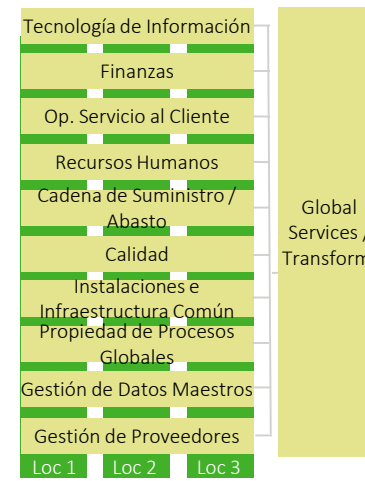 Tecnología de Información
Finanzas
Op. Servicio al Cliente
Recursos Humanos
Cadena de Suministro /
Abasto
Calidad
Instalaciones e
Infraestructura Común
Propiedad de Procesos
Globales
Gestión de Datos Maestros
Gestión de Proveedores
Loc 1 Loc 2 Loc 3
Global
Services /
Transform